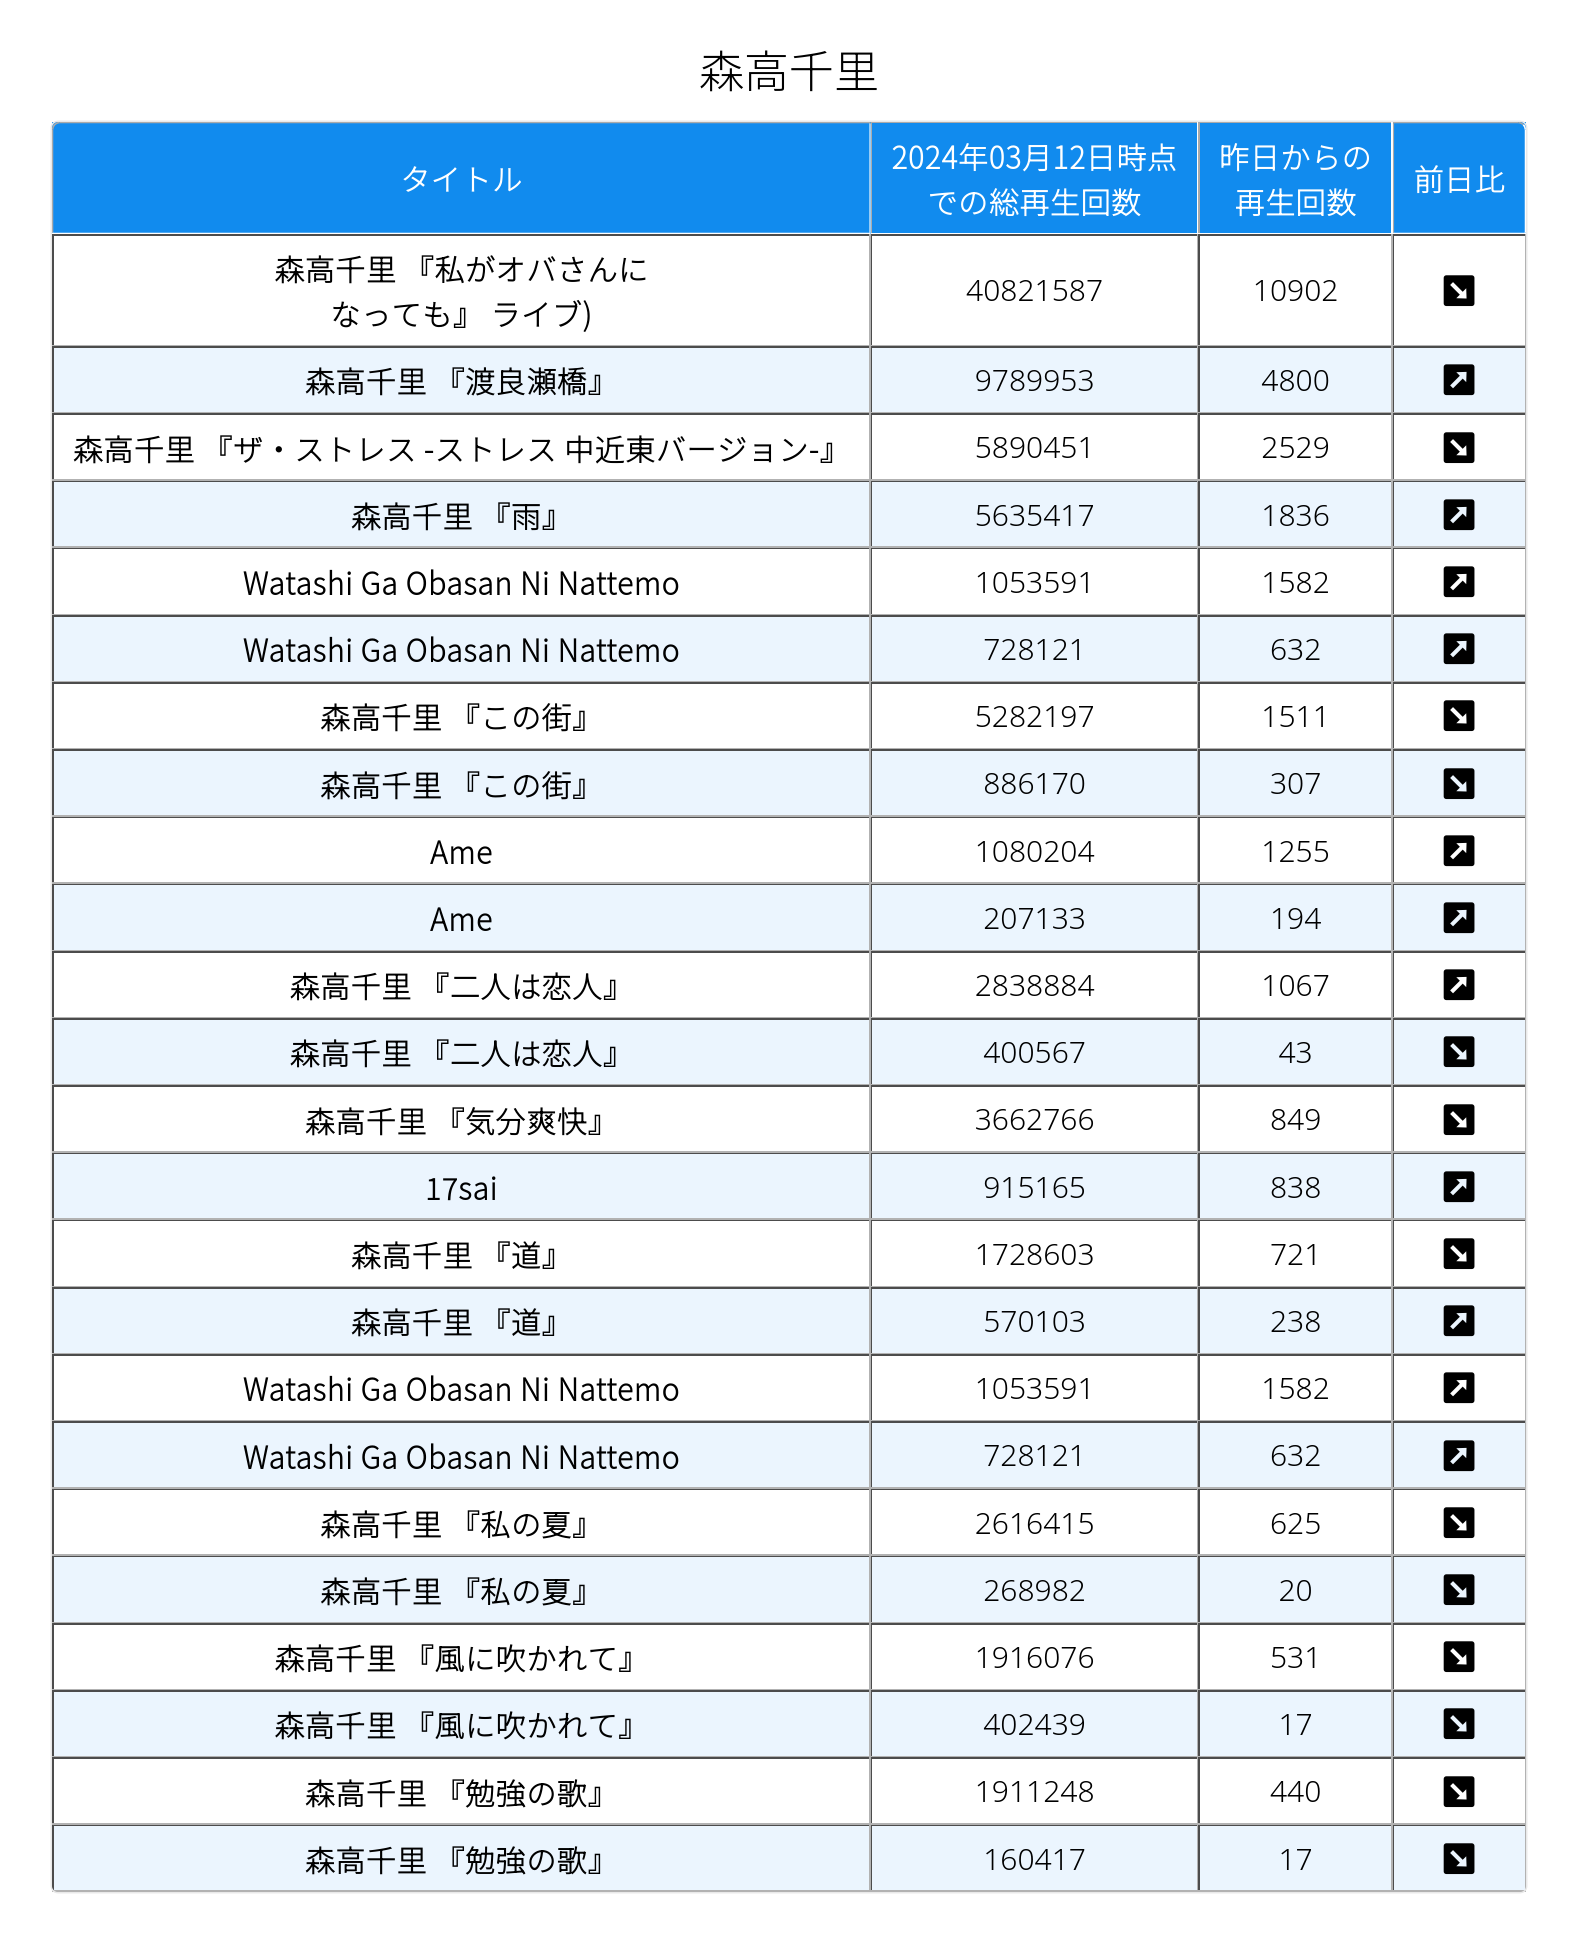 森高千里
タイトル 2024年03月12日時点 昨日からの 前日比
での総再生回数 再生回数
森高千里 『私がオバさんに
なっても』 ライブ) 40821587 10902
森高千里 『渡良瀬橋』 9789953 4800
森高千里 『ザ・ストレス -ストレス 中近東バージョン-』 5890451 2529
森高千里 『雨』 5635417 1836
Watashi Ga Obasan Ni Nattemo 1053591 1582
Watashi Ga Obasan Ni Nattemo 728121 632
森高千里 『この街』 5282197 1511
森高千里 『この街』 886170 307
Ame 1080204 1255
Ame 207133 194
森高千里 『二人は恋人』 2838884 1067
森高千里 『二人は恋人』 400567 43
森高千里 『気分爽快』 3662766 849
17sai 915165 838
森高千里 『道』 1728603 721
森高千里 『道』 570103 238
Watashi Ga Obasan Ni Nattemo 1053591 1582
Watashi Ga Obasan Ni Nattemo 728121 632
森高千里 『私の夏』 2616415 625
森高千里 『私の夏』 268982 20
森高千里 『風に吹かれて』 1916076 531
森高千里 『風に吹かれて』 402439 17
森高千里 『勉強の歌』 1911248 440
森高千里 『勉強の歌』 160417 17